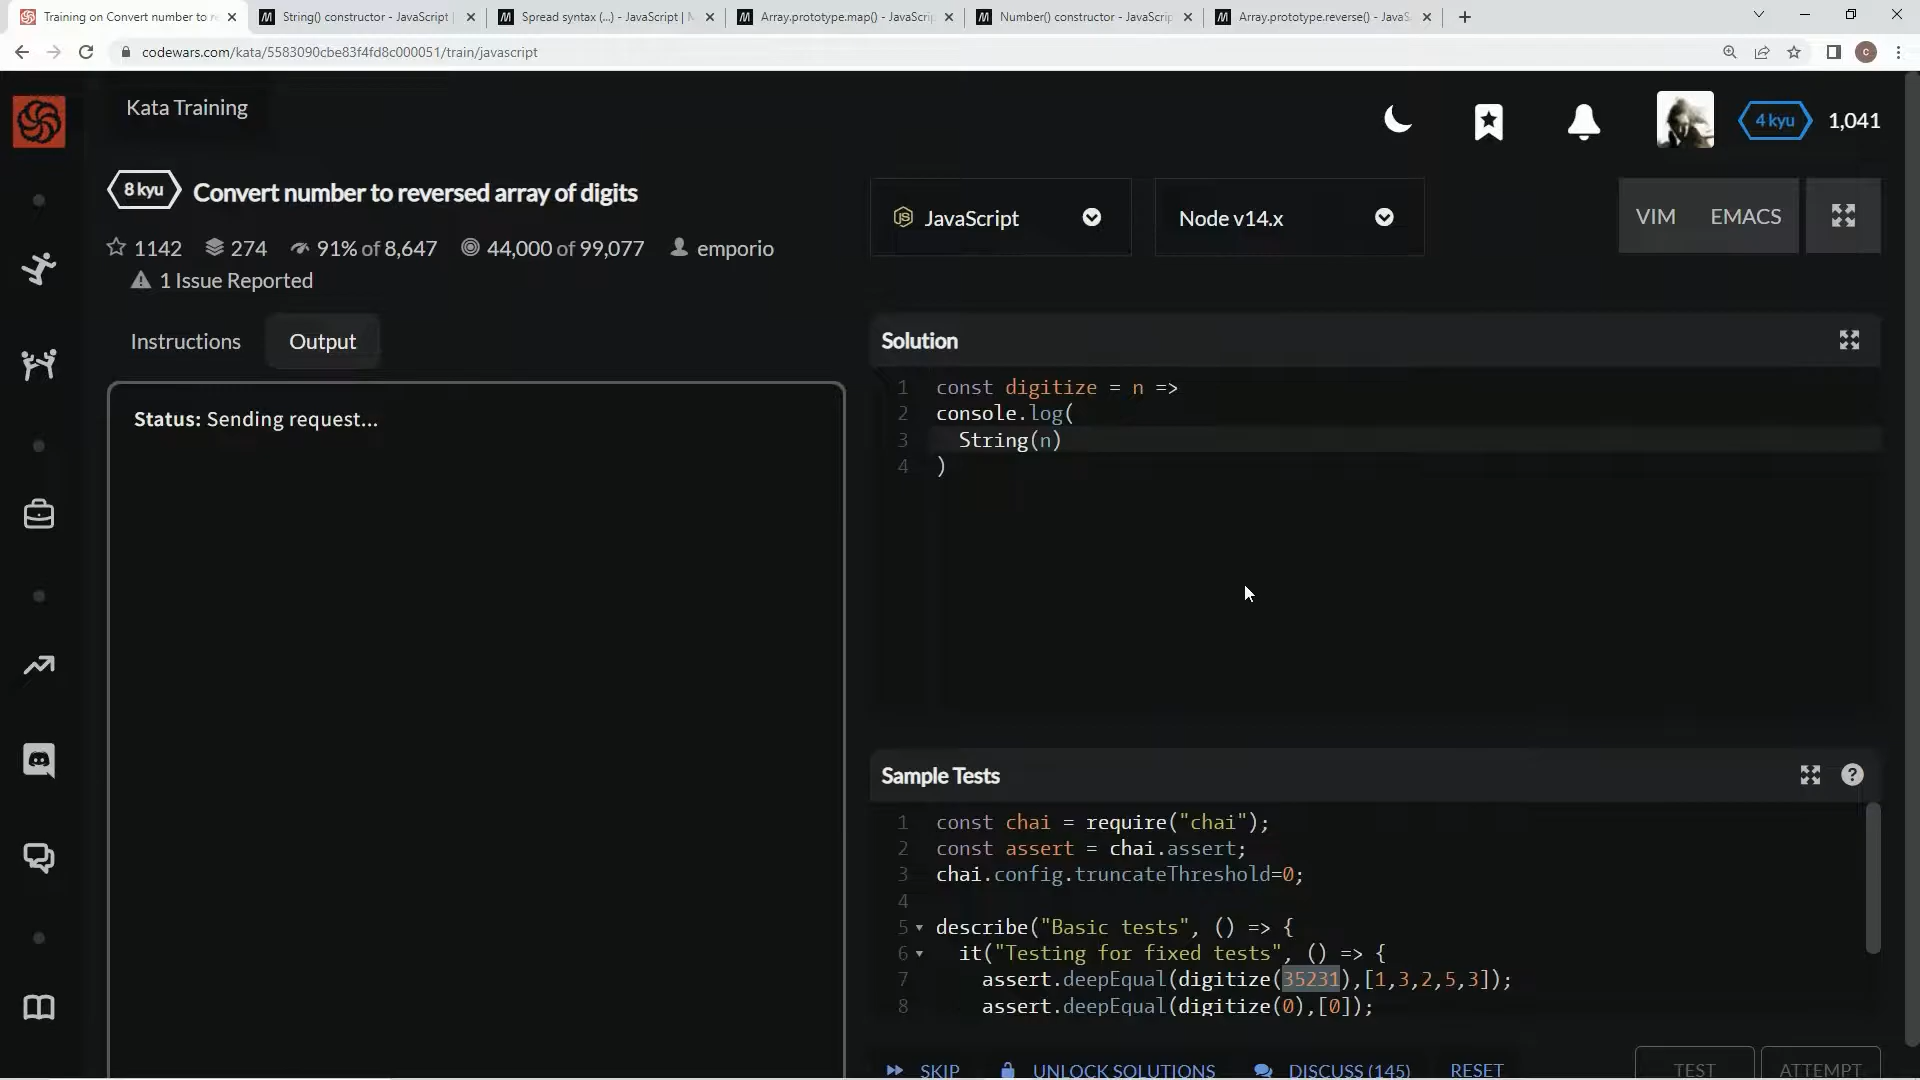 Training on Convert number to re
String() constructor - JavaScript |
Spread syntax (...) - JavaScript |
Array.prototype.map() - JavaScrip
Number() constructor - JavaScrip
Array.prototype.reverse() - JavaS
codewars.com/kata/5583090cbe83f4fd8c000051/train/javascript
C
Kata Training
4 kyu 1,041
8 kyu Convert number to reversed array of digits
1142 274 91% of 8,647 44,000 of 99,077 emporio
1 Issue Reported
JavaScript
Node v14.x
VIM EMACS
Instructions Output
Status: Sending request...
Solution
1 const digitize = n =>
2 console.log(
3 String(n)
4 )
Sample Tests
1 const chai = require("chai");
2 const assert = chai.assert;
3 chai.config.truncateThreshold=0;
4
5 describe("Basic tests", () => {
6 it("Testing for fixed tests", () => {
7 assert.deepEqual(digitize(35231),[1,3,2,5,3]);
8 assert.deepEqual(digitize(0),[0]);
SKIP UNLOCK SOLUTIONS DISCUSS (145) RESET TEST ATTEMPT